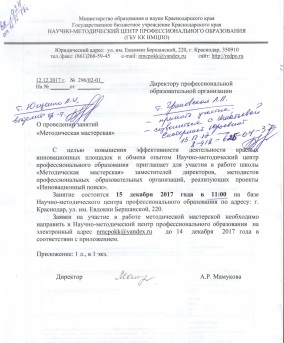 Министерство образования и науки Краснодарского края
Государственное бюджетное учреждение Краснодарского края
НАУЧНО-МЕТОДИЧЕСКИЙ ЦЕНТР ПРОФЕССИОНАЛЬНОГО ОБРАЗОВАНИЯ
(ГБУ КК НМЦПО)
Юридический адрес: ул. им. Евдокии Бершанской, 220, г. Краснодар, 350910
тел./факс: (861)266-59-45 e-mail: nmcpokk@yandex.ru сайт: http://rcdpo.ru
12.12.2017 г. № 298/02-01
На № от
Директору профессиональной
образовательной организации
О проведении занятий
«Методическая мастерская»
С целью повышения эффективности деятельности краевых
инновационных площадок и обмена опытом Научно-методический центр
профессионального образования приглашает для участия в работе школы
«Методическая мастерская» заместителей директоров, методистов
профессиональных образовательных организаций, реализующих проекты
«Инновационный поиск».
Занятие состоится 15 декабря 2017 года в 11:00 на базе
Научно-методического центра профессионального образования по адресу: г.
Краснодар, ул. им. Евдокии Бершанской, 220.
Заявки на участие в работе методической мастерской необходимо
направить в Научно-методический центр профессионального образования на
электронный адрес nmcpokk@yandex.ru до 14 декабря 2017 года в
соответствии с приложением.
Приложение: 1 л., в 1 экз.
Директор А.Р. Мамукова